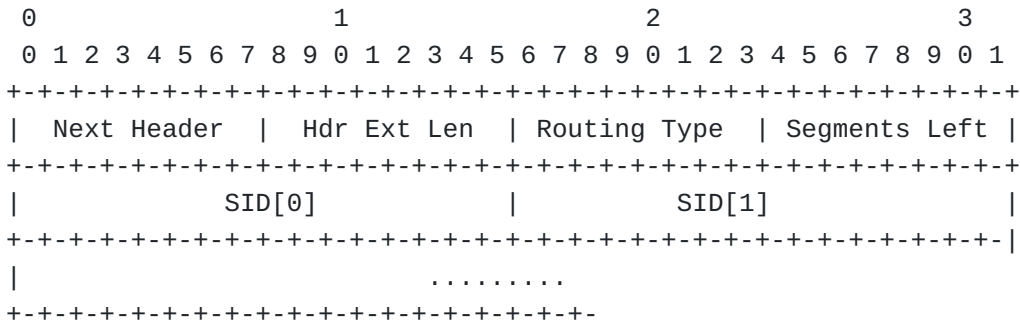 0                   1                   2                   3
 0 1 2 3 4 5 6 7 8 9 0 1 2 3 4 5 6 7 8 9 0 1 2 3 4 5 6 7 8 9 0 1
+-+-+-+-+-+-+-+-+-+-+-+-+-+-+-+-+-+-+-+-+-+-+-+-+-+-+-+-+-+-+-+-+
|  Next Header  |  Hdr Ext Len  | Routing Type  | Segments Left |
+-+-+-+-+-+-+-+-+-+-+-+-+-+-+-+-+-+-+-+-+-+-+-+-+-+-+-+-+-+-+-+-+
|             SID[0]            |          SID[1]               |
+-+-+-+-+-+-+-+-+-+-+-+-+-+-+-+-+-+-+-+-+-+-+-+-+-+-+-+-+-+-+-+-|
|                          .........
+-+-+-+-+-+-+-+-+-+-+-+-+-+-+-+-+-+-+-